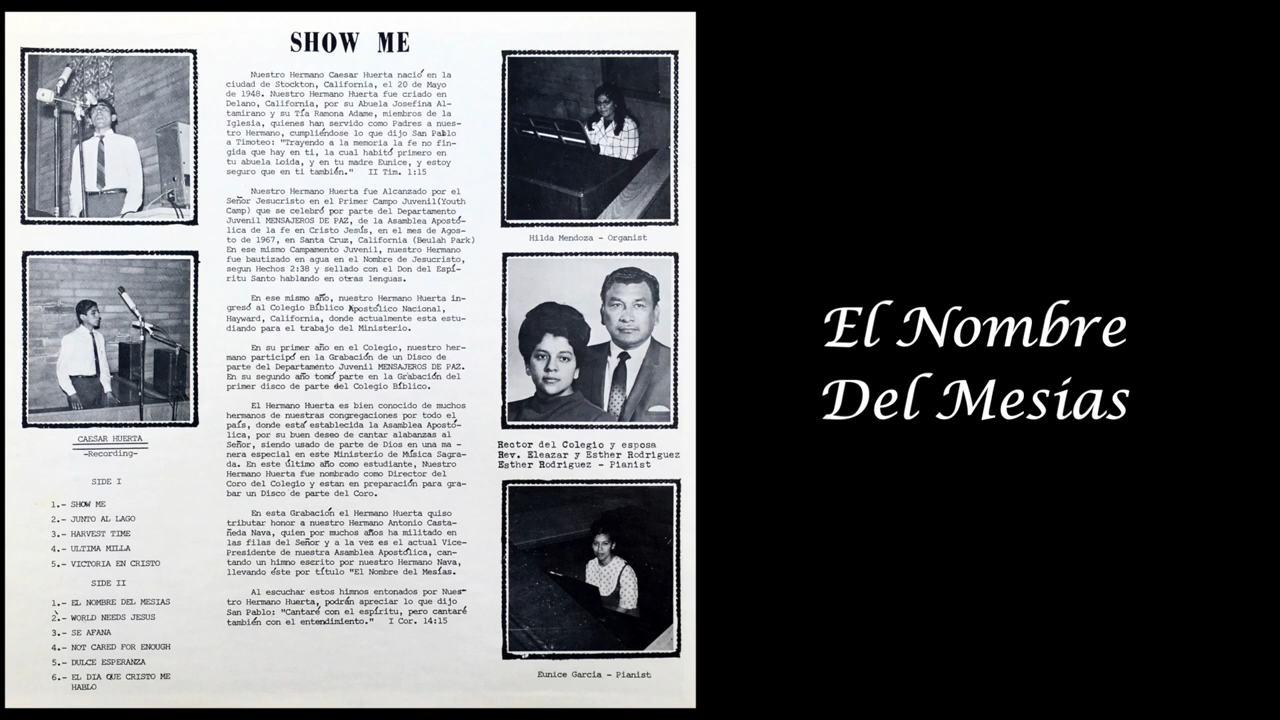 SHOW ME
Nuestro Hermano Caesar Huerta nació en la
ciudad de Stockton, California, el 20 de Mayo
de 1948. Nuestro Hermano Huerta fue criado en
Delano, California, por su Abuela Josefina Al-
tamirano y su Tía Ramona Adame, miembros de la
Iglesia, quienes han servido como Padres a nues-
tro Hermano, cumpliéndose lo que dijo San Pablo
a Timoteo: "Trayendo a la memoria la fe no fin-
gida que hay en ti, la cual habitó primero en
tu abuela Loida, y en tu madre Eunice, y estoy
seguro que en ti también." II Tim. 1:15
Nuestro Hermano Huerta fue Alcanzado por el
Señor Jesucristo en el Primer Campo Juvenil(Youth
Camp) que se celebró por parte del Departamento
Juvenil MENSAJEROS DE PAZ, de la Asamblea Apostó-
lica de la fe en Cristo Jesús, en el mes de Agos-
to de 1967, en Santa Cruz, California (Beulah Park)
En ese mismo Campamento Juvenil, nuestro Hermano
fue bautizado en agua en el Nombre de Jesucristo,
segun Hechos 2:38 y sellado con el Don del Espí-
ritu Santo hablando en otras lenguas.
En ese mismo año, nuestro Hermano Huerta in-
gresó al Colegio Bíblico Apostólico Nacional,
Hayward, California, donde actualmente esta estu-
diando para el trabajo del Ministerio.
En su primer año en el Colegio, nuestro her-
mano participó en la Grabación de un Disco de
parte del Departamento Juvenil MENSAJEROS DE PAZ.
En su segundo año tomó parte en la Grabación del
primer disco de parte del Colegio Bíblico.
El Hermano Huerta es bien conocido de muchos
hermanos de nuestras congregaciones por todo el
país, donde está establecida la Asamblea Apostó-
lica, por su buen deseo de cantar alabanzas al
Señor, siendo usado de parte de Dios en una ma -
nera especial en este Ministerio de Música Sagra-
da. En este último año como estudiante, Nuestro
Hermano Huerta fue nombrado como Director del
Coro del Colegio y estan en preparación para gra-
bar un Disco de parte del Coro.
En esta Grabación el Hermano Huerta quiso
tributar honor a nuestro Hermano Antonio Casta-
ñeda Nava, quien por muchos años ha militado en
las filas del Señor y a la vez es el actual Vice-
Presidente de nuestra Asamblea Apostólica, can-
tando un himno escrito por nuestro Hermano Nava,
llevando éste por título "El Nombre del Mesías.
Al escuchar estos himnos entonados por Nues-
tro Hermano Huerta, podrán apreciar lo que dijo
San Pablo: "Cantaré con el espíritu, pero cantaré
también con el entendimiento." I Cor. 14:15
CAESAR HUERTA
-Recording-
SIDE I
1.- SHOW ME
2.- JUNTO AL LAGO
3.- HARVEST TIME
4.- ULTIMA MILLA
5.- VICTORIA EN CRISTO
SIDE II
1.- EL NOMBRE DEL MESIAS
2.- WORLD NEEDS JESUS
3.- SE AFANA
4.- NOT CARED FOR ENOUGH
5.- DULCE ESPERANZA
6.- EL DIA QUE CRISTO ME
HABLO
Hilda Mendoza - Organist
Rector del Colegio y esposa
Rev. Eleazar y Esther Rodriguez
Esther Rodriguez - Pianist
Eunice Garcia - Pianist
El Nombre
Del Mesías